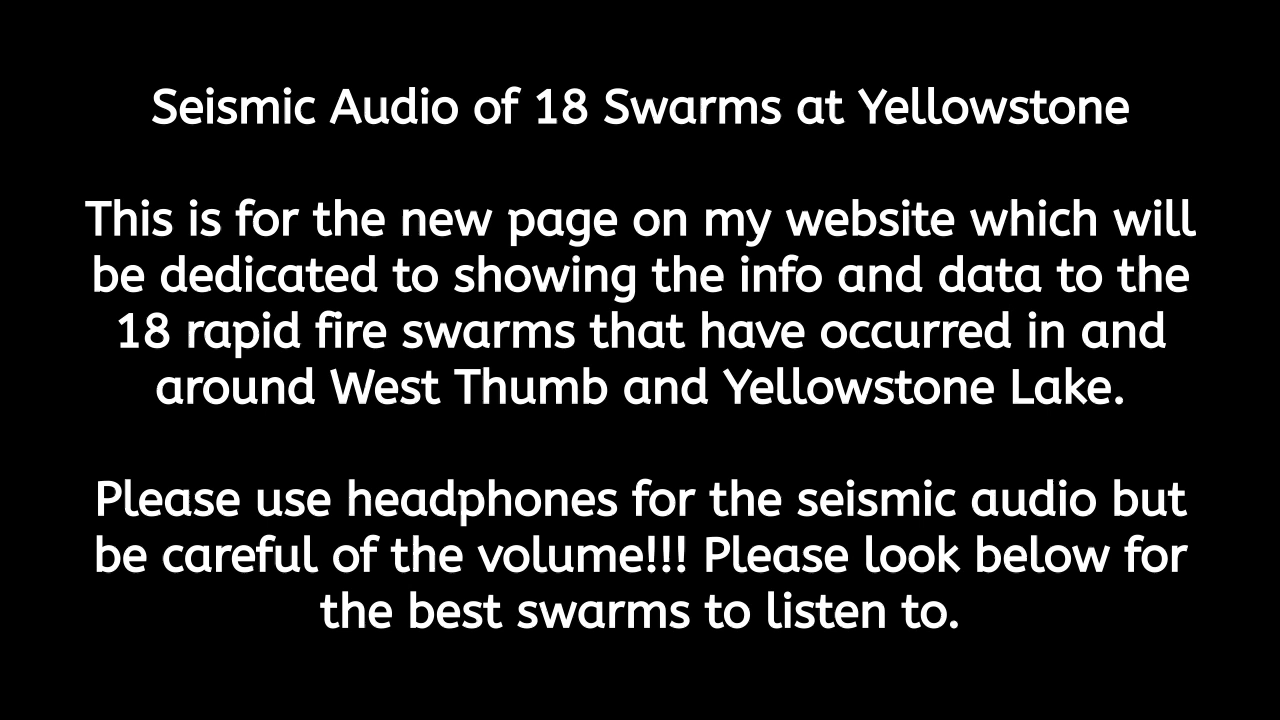 Seismic Audio of 18 Swarms at Yellowstone
This is for the new page on my website which will
be dedicated to showing the info and data to the
18 rapid fire swarms that have occurred in and
around West Thumb and Yellowstone Lake.
Please use headphones for the seismic audio but
be careful of the volume!!! Please look below for
the best swarms to listen to.